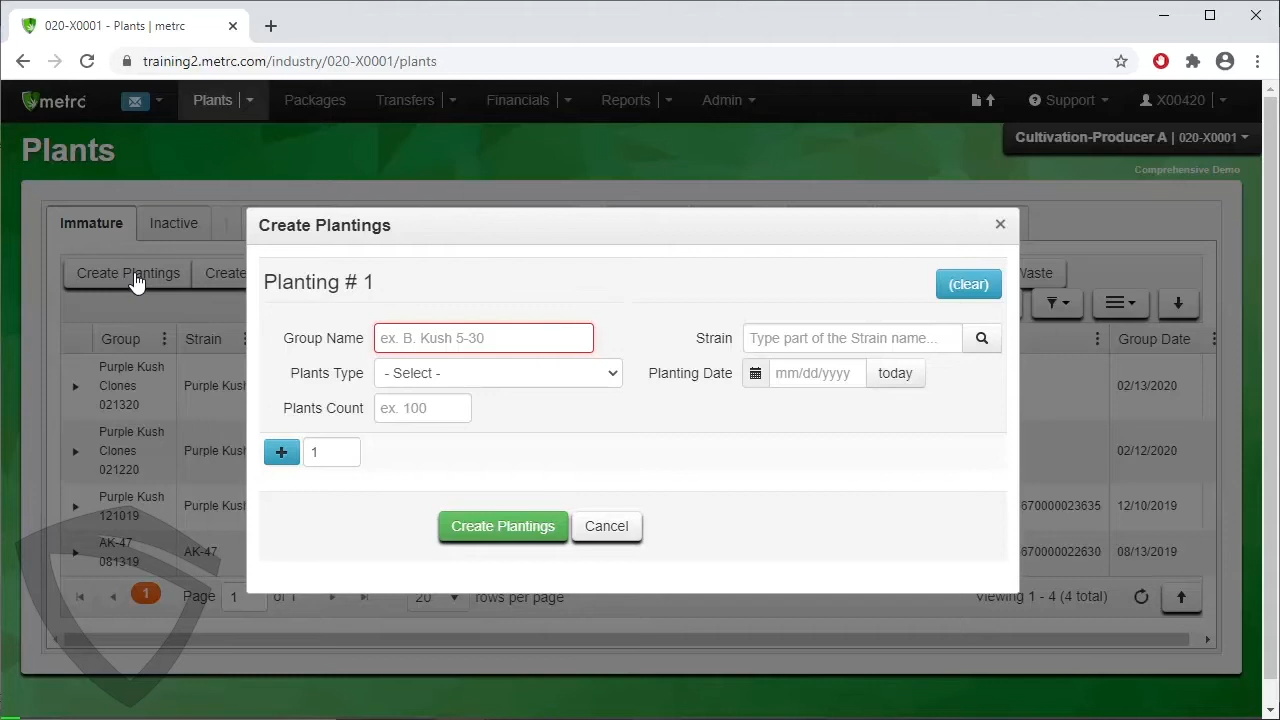 020-X0001 - Plants | metrc
training2.metrc.com/industry/020-X0001/plants
metrc Plants Packages Transfers Financials Reports Admin Support X00420
Plants
Cultivation-Producer A | 020-X0001
Comprehensive Demo
Immature Inactive
Create Plantings Create Waste
Group Strain Group Date
Purple Kush
Clones
021320
Purple Kush 02/13/2020
Purple Kush
Clones
021220
Purple Kush 02/12/2020
Purple Kush
121019
Purple Kush 670000023635 12/10/2019
AK-47
081319
AK-47 670000022630 08/13/2019
1 Page 1 of 1 20 rows per page Viewing 1 - 4 (4 total)
Create Plantings ×
Planting # 1 (clear)
Group Name ex. B. Kush 5-30 Strain Type part of the Strain name...
Plants Type - Select - Planting Date mm/dd/yyyy today
Plants Count ex. 100
+ 1
Create Plantings Cancel